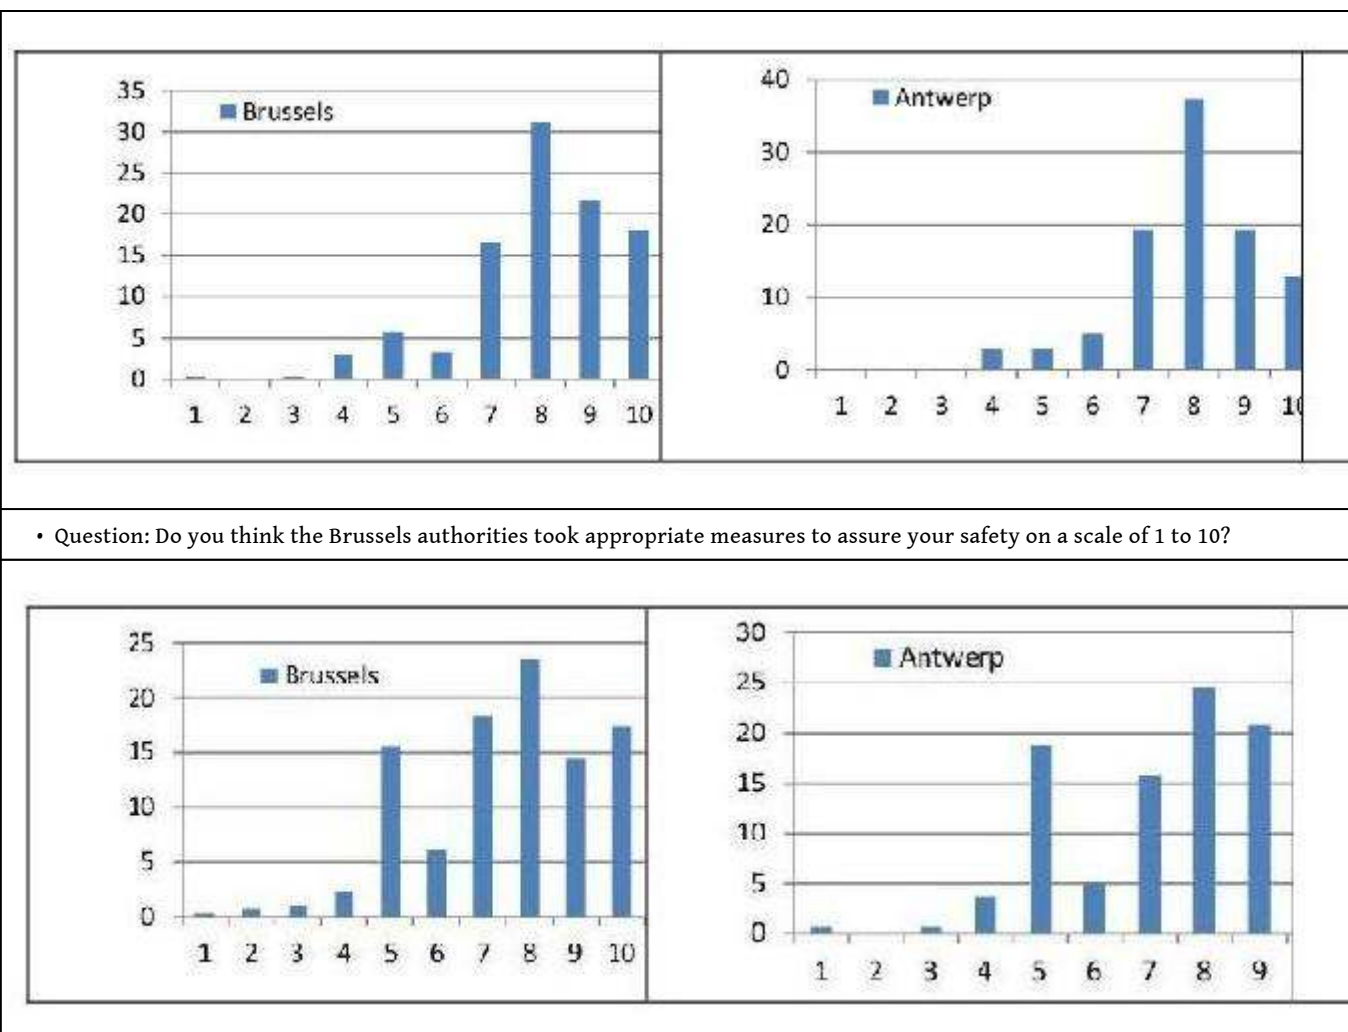 35
Brussels
30
25
20
15
10
5
0
1 2 3 4 5 6 7 8 9 10
40
Antwerp
30
20
10
0
1 2 3 4 5 6 7 8 9 10
• Question: Do you think the Brussels authorities took appropriate measures to assure your safety on a scale of 1 to 10?
25
Brussels
20
15
10
5
0
1 2 3 4 5 6 7 8 9 10
30
Antwerp
25
20
15
10
5
0
1 2 3 4 5 6 7 8 9